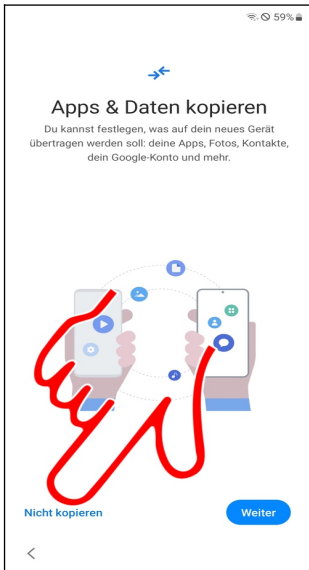 59%
Apps & Daten kopieren
Du kannst festlegen, was auf dein neues Gerät
übertragen werden soll: deine Apps, Fotos, Kontakte,
dein Google-Konto und mehr.
Nicht kopieren
Weiter